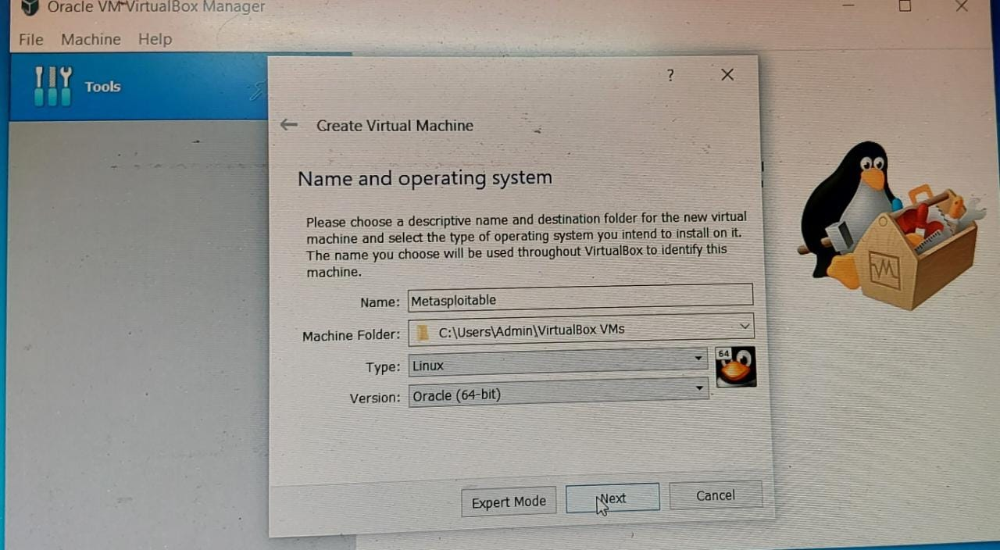 Oracle VM VirtualBox Manager
File Machine Help
Tools
?
Create Virtual Machine
Name and operating system
Please choose a descriptive name and destination folder for the new virtual
machine and select the type of operating system you intend to install on it.
The name you choose will be used throughout VirtualBox to identify this
machine.
Name: Metasploitable
Machine Folder: C:\Users\Admin\VirtualBox VMs
Type: Linux
64
Version: Oracle (64-bit)
Expert Mode Next Cancel